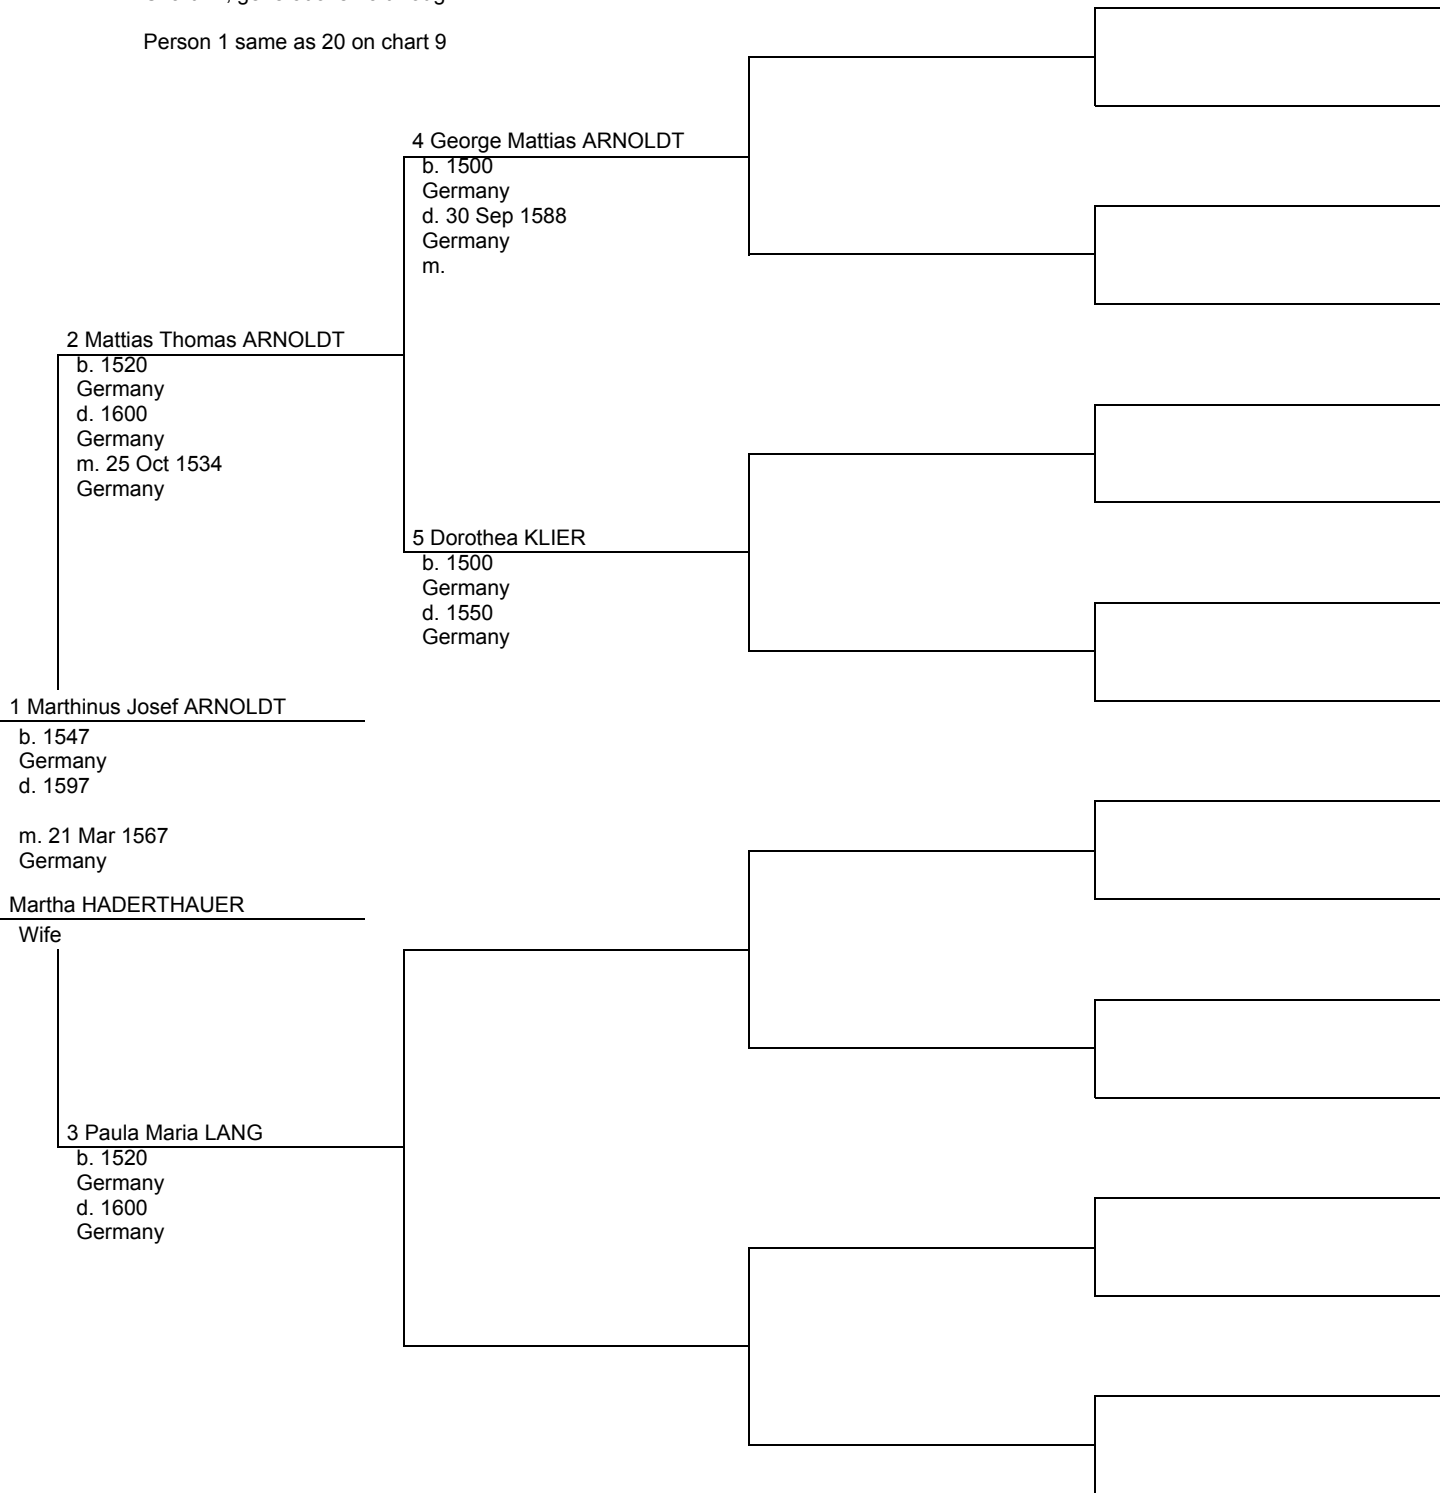 Person 1 same as 20 on chart 9
4 George Mattias ARNOLDT
b. 1500
Germany
d. 30 Sep 1588
Germany
m.
2 Mattias Thomas ARNOLDT
b. 1520
Germany
d. 1600
Germany
m. 25 Oct 1534
Germany
5 Dorothea KLIER
b. 1500
Germany
d. 1550
Germany
1 Marthinus Josef ARNOLDT
b. 1547
Germany
d. 1597
m. 21 Mar 1567
Germany
Martha HADERTHAUER
Wife
3 Paula Maria LANG
b. 1520
Germany
d. 1600
Germany